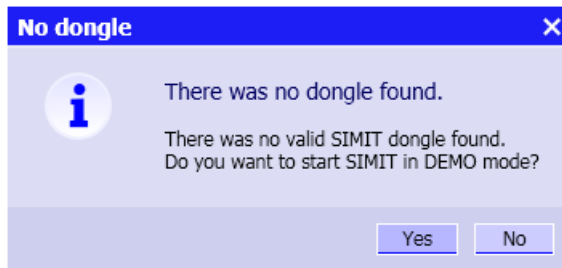 No dongle
There was no dongle found.
There was no valid SIMIT dongle found.
Do you want to start SIMIT in DEMO mode?
Yes No